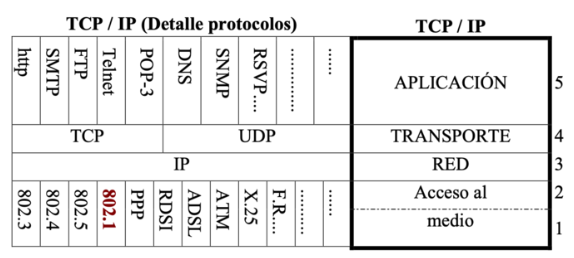 TCP / IP (Detalle protocolos)
TCP / IP
http
SMTP
FTP
Telnet
POP-3
DNS
SNMP
RSVP....
.............
......
APLICACIÓN
5
TCP
UDP
TRANSPORTE
4
IP
RED
3
802.3
802.4
802.5
802.1
PPP
RDSI
ADSL
ATM
X.25
F.R....
..........
......
Acceso al
2
medio
1